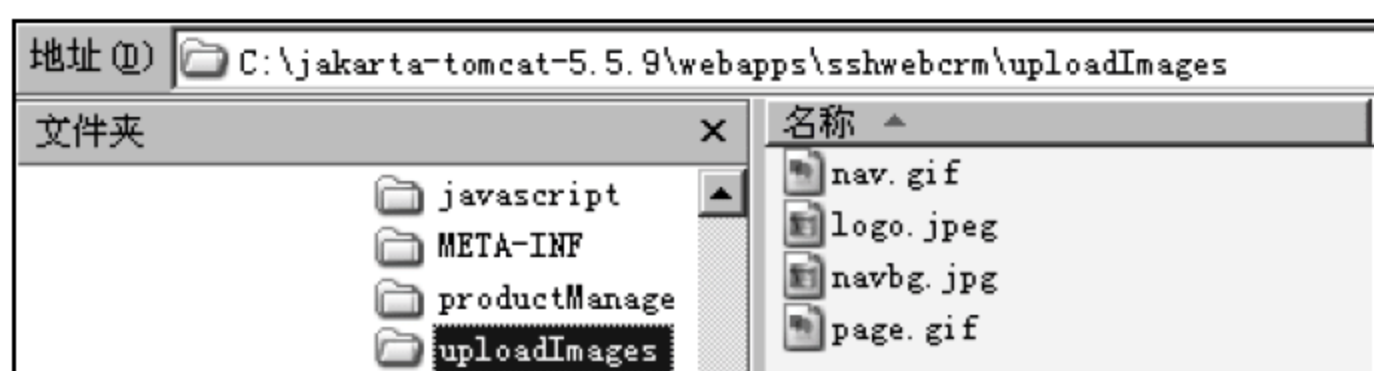 地址(D) C:\jakarta-tomcat-5.5.9\webapps\sshwebcrm\uploadImages
文件夹 ×
javascript
META-INF
productManage
uploadImages
名称
nav.gif
logo.jpeg
navbg.jpg
page.gif